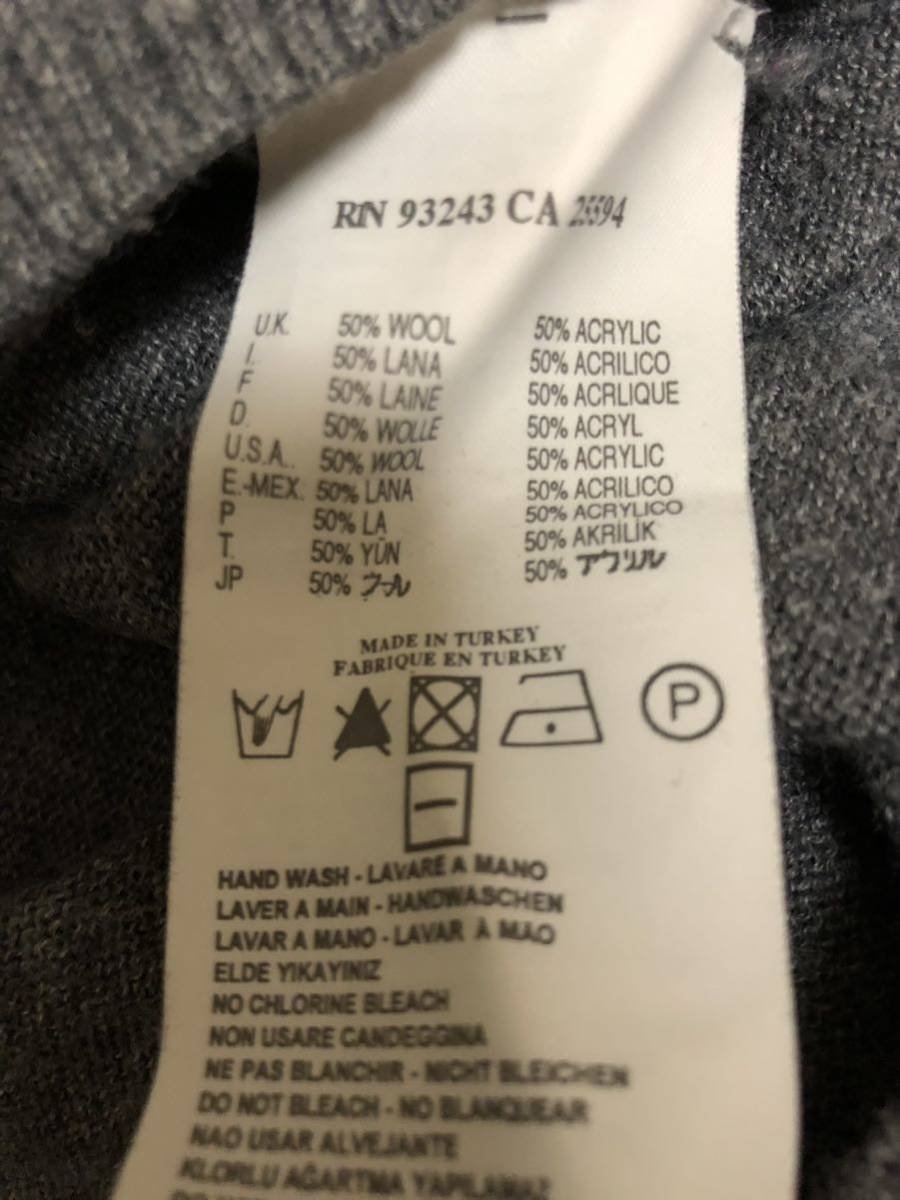 RN 93243 CA
U.K. 50% WOOL 50% ACRYLIC
I. 50% LANA 50% ACRILICO
F 50% LAINE 50% ACRLIQUE
D. 50% WOLLE 50% ACRYL
U.S.A.. 50% WOOL 50% ACRYLIC
E.-MEX. 50% LANA 50% ACRILICO
P 50% LA 50% ACRYLICO
T. 50% YÜN 50% AKRİLİK
JP 50% ウール 50% アクリル
MADE IN TURKEY
FABRIQUE EN TURKEY
P
HAND WASH - LAVARE A MANO
LAVER A MAIN - HANDWASCHEN
LAVAR A MANO - LAVAR À MAO
ELDE YIKAYINIZ
NO CHLORINE BLEACH
NON USARE CANDEGGINA
NE PAS BLANCHIR - NICHT BLEICHEN
DO NOT BLEACH - NO BLANQUEAR
NAO USAR ALVEJANTE
KLORLU AĞARTMA YAPILAMAZ